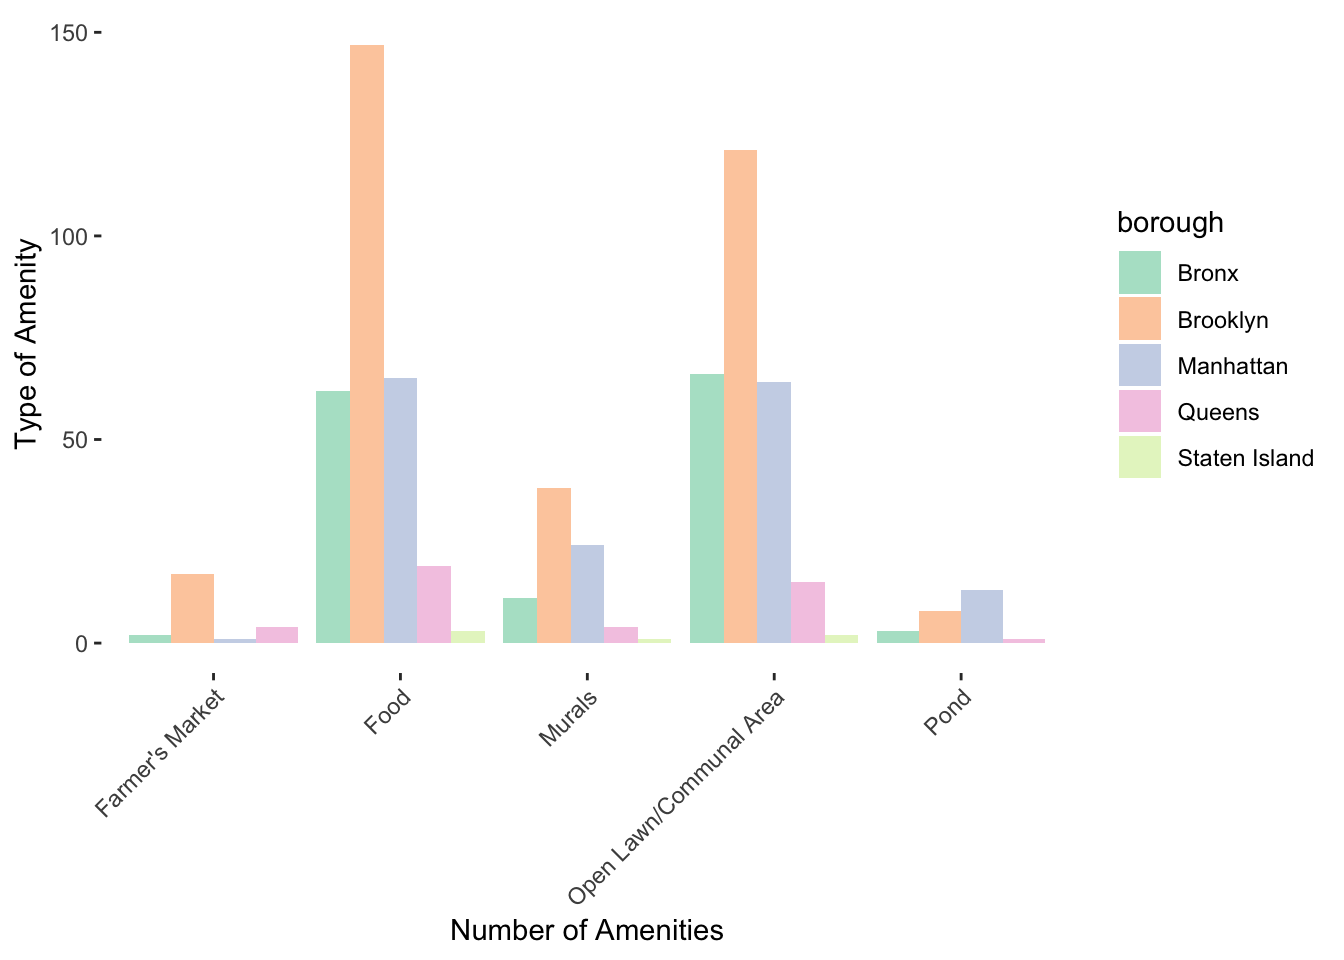 150
100
50
0
Type of Amenity
Farmer's Market
Food
Murals
Open Lawn/Communal Area
Pond
Number of Amenities
borough
Bronx
Brooklyn
Manhattan
Queens
Staten Island